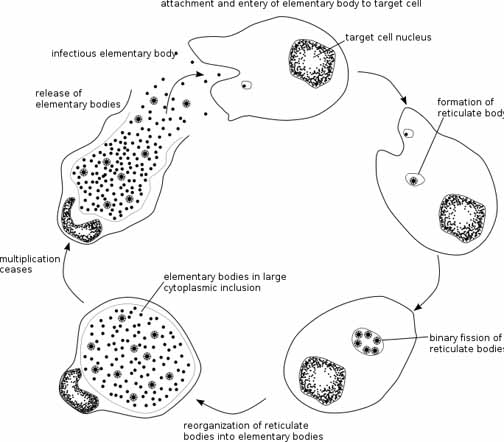 attachment and entery of elementary body to target cell
infectious elementary body
target cell nucleus
release of
elementary bodies
formation of
reticulate body
multiplication
ceases
elementary bodies in large
cytoplasmic inclusion
binary fission of
reticulate bodies
reorganization of reticulate
bodies into elementary bodies